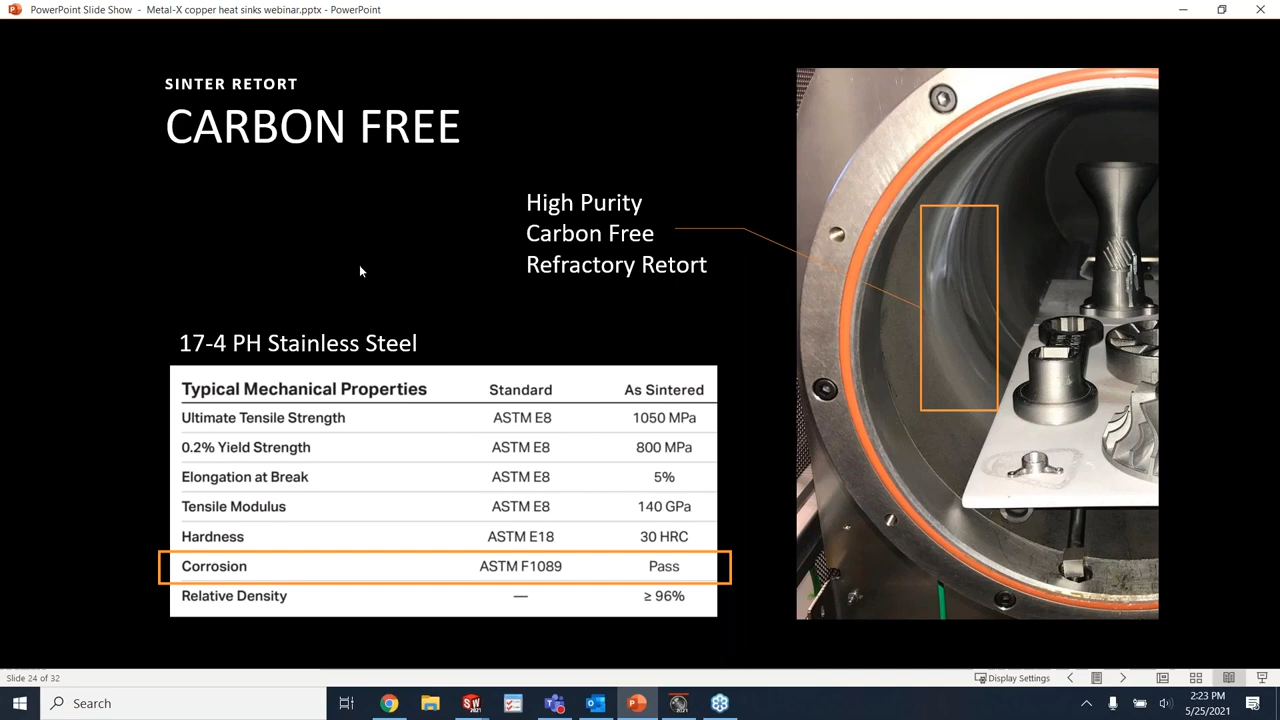 PowerPoint Slide Show - Metal-X copper heat sinks webinar.pptx - PowerPoint
SINTER RETORT
CARBON FREE
High Purity
Carbon Free
Refractory Retort
17-4 PH Stainless Steel
Typical Mechanical Properties Standard As Sintered
Ultimate Tensile Strength ASTM E8 1050 MPa
0.2% Yield Strength ASTM E8 800 MPa
Elongation at Break ASTM E8 5%
Tensile Modulus ASTM E8 140 GPa
Hardness ASTM E18 30 HRC
Corrosion ASTM F1089 Pass
Relative Density — ≥ 96%
Slide 24 of 32 Display Settings
Search 2:23 PM
5/25/2021